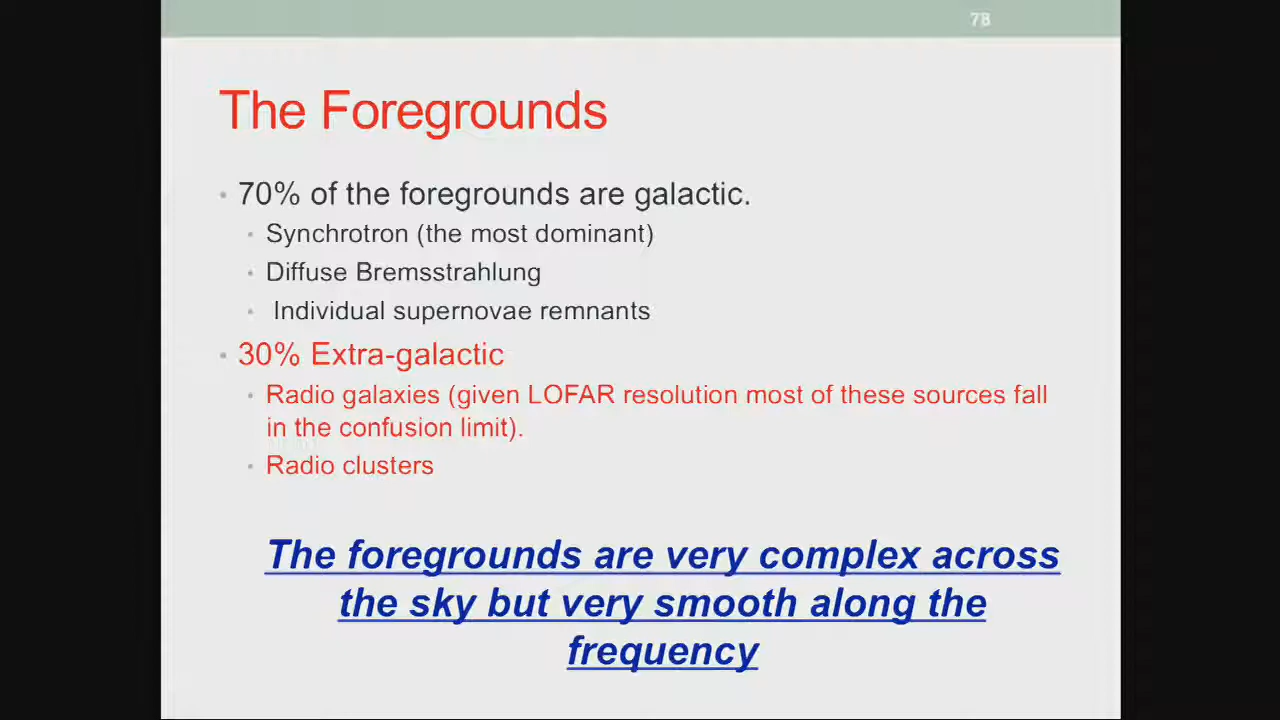 78
The Foregrounds
• 70% of the foregrounds are galactic.
• Synchrotron (the most dominant)
• Diffuse Bremsstrahlung
• Individual supernovae remnants
• 30% Extra-galactic
• Radio galaxies (given LOFAR resolution most of these sources fall
in the confusion limit).
• Radio clusters
The foregrounds are very complex across
the sky but very smooth along the
frequency